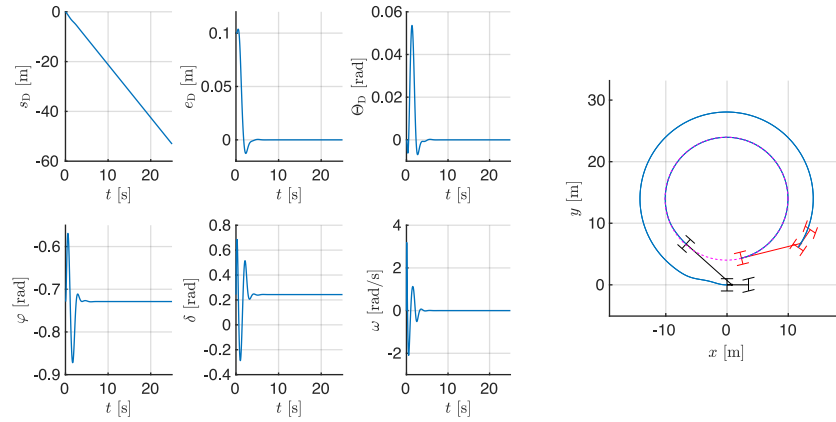 0
-20
-40
-60
s_D [m]
0 10 20
t [s]
0.1
0.05
0
e_D [m]
0 10 20
t [s]
0.06
0.04
0.02
0
Θ_D [rad]
0 10 20
t [s]
-0.6
-0.7
-0.8
-0.9
φ [rad]
0 10 20
t [s]
0.8
0.6
0.4
0.2
0
-0.2
-0.4
δ [rad]
0 10 20
t [s]
4
2
0
-2
ω [rad/s]
0 10 20
t [s]
30
20
10
0
y [m]
-10 0 10
x [m]